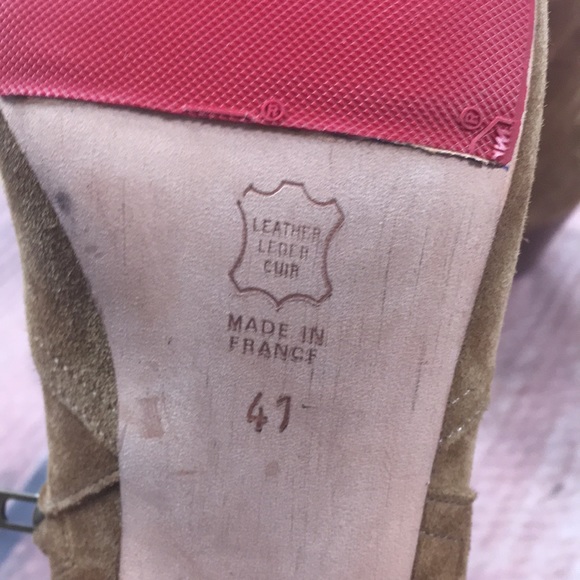 ®
®
LEATHER
LEDER
CUIR
MADE IN
FRANCE
41